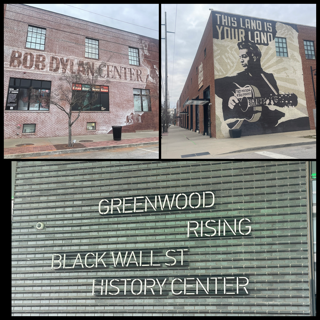 BOB DYLAN CENTER
THIS LAND IS
YOUR LAND
GREENWOOD
RISING
BLACK WALL ST
HISTORY CENTER